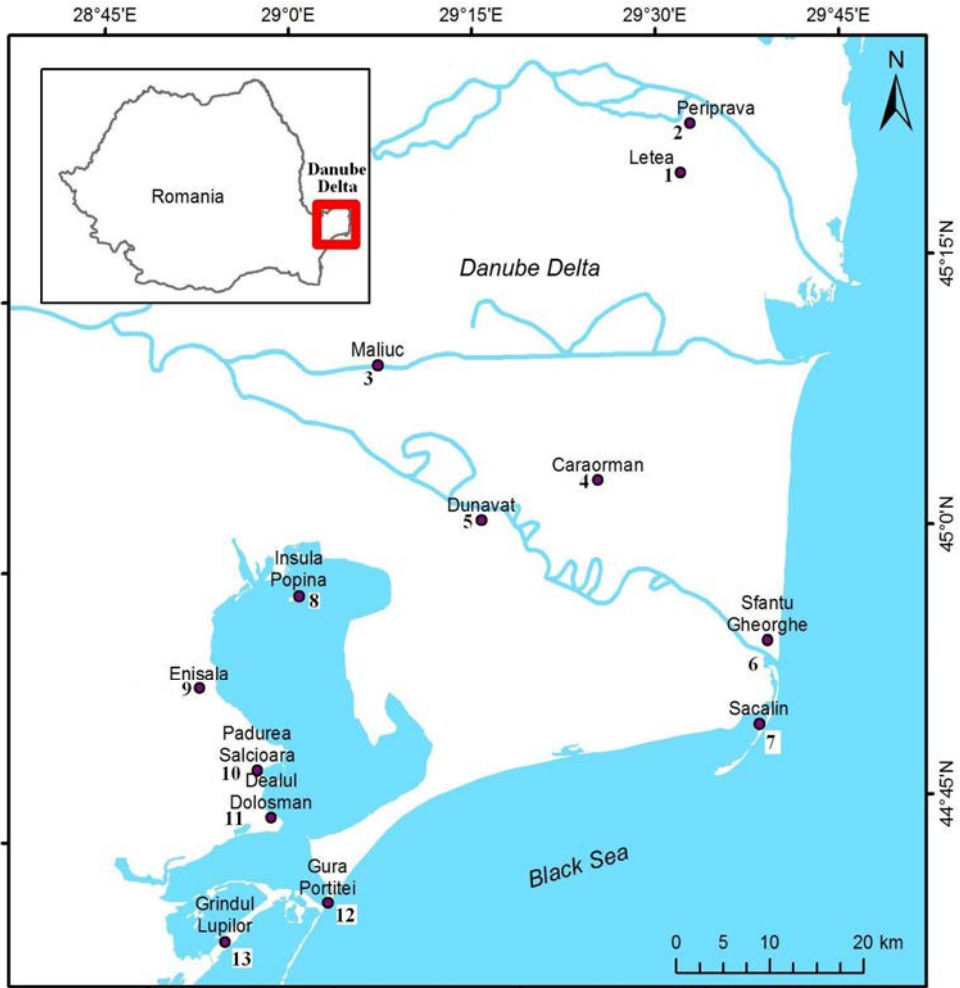 28°45'E
29°0'E
29°15'E
29°30'E
29°45'E
N
Periprava
2
Letea
1
Danube
Delta
Romania
45°15'N
Danube Delta
Maliuc
3
Caraorman
4
Dunavat
5
45°0'N
Insula
Popina
8
Sfantu
Gheorghe
6
Enisala
9
Sacalin
7
Padurea
Salcioara
10
Dealul
Dolosman
11
44°45'N
Black Sea
Gura
Portitei
12
Grindul
Lupilor
13
0 5 10 20 km